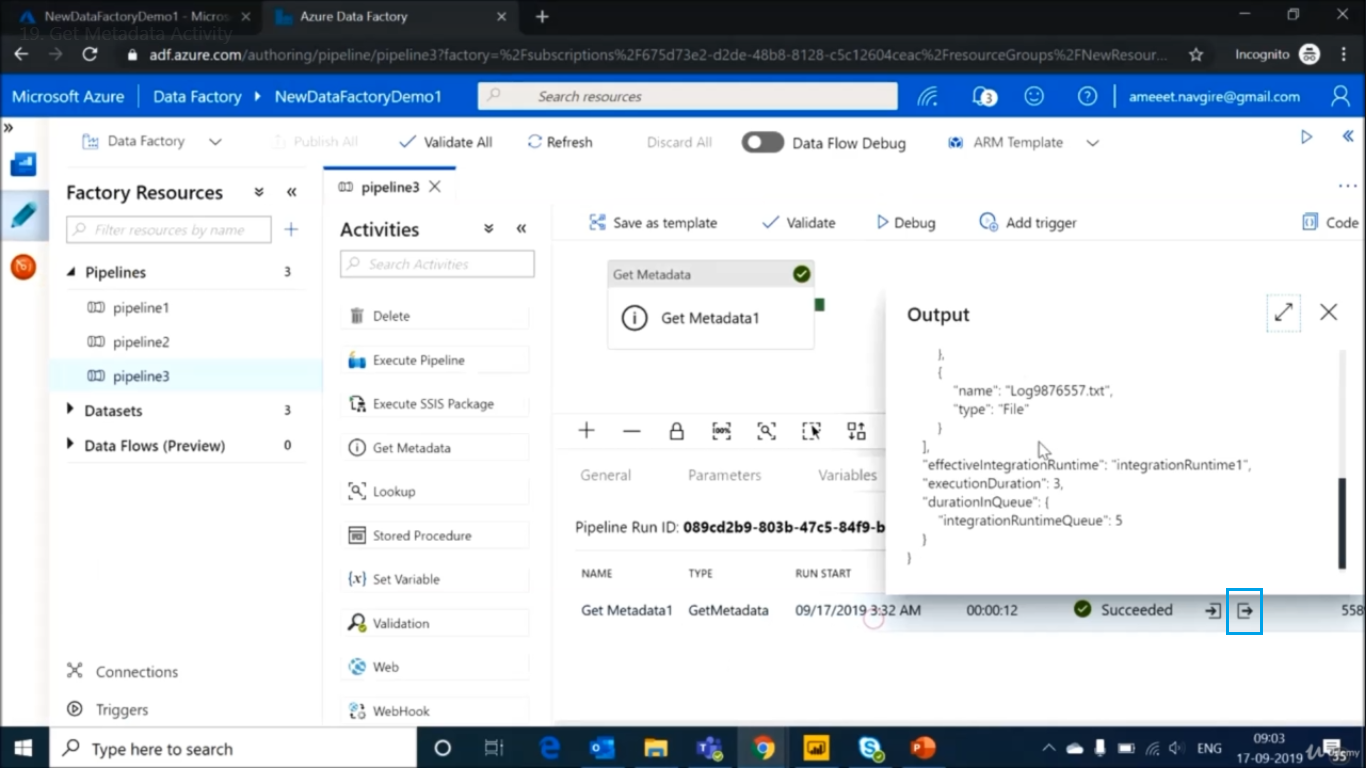 NewDataFactoryDemo1 - Micros
Azure Data Factory
19. Get Metadata Activity
adf.azure.com/authoring/pipeline/pipeline3?factory=%2Fsubscriptions%2F675d73e2-d2de-48b8-8128-c5c12604ceac%2FresourceGroups%2FNewResour...
Incognito
Microsoft Azure
Data Factory
NewDataFactoryDemo1
Search resources
3
ameeet.navgire@gmail.com
Data Factory
Publish All
Validate All
Refresh
Discard All
Data Flow Debug
ARM Template
Factory Resources
pipeline3
Filter resources by name
Activities
Save as template
Validate
Debug
Add trigger
Code
Search Activities
Pipelines
3
pipeline1
pipeline2
pipeline3
Datasets
3
Data Flows (Preview)
0
Delete
Execute Pipeline
Execute SSIS Package
Get Metadata
Lookup
Stored Procedure
Set Variable
Validation
Web
WebHook
Get Metadata
Get Metadata1
100%
General
Parameters
Variables
Pipeline Run ID: 089cd2b9-803b-47c5-84f9-b
NAME
TYPE
RUN START
Get Metadata1
GetMetadata
09/17/2019 3:32 AM
00:00:12
Succeeded
558
Output
},
{
"name": "Log9876557.txt",
"type": "File"
}
],
"effectiveIntegrationRuntime": "integrationRuntime1",
"executionDuration": 3,
"durationInQueue": {
"integrationRuntimeQueue": 5
}
}
Connections
Triggers
Type here to search
ENG
09:03
17-09-2019